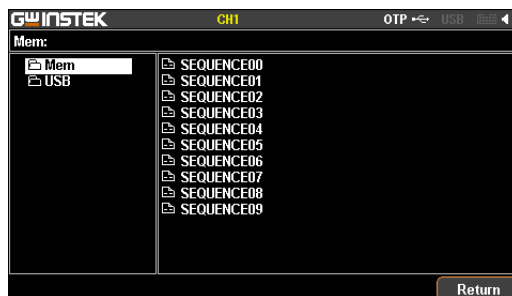 GWINSTEK CH1 OTP USB
Mem:
Mem
USB
SEQUENCE00
SEQUENCE01
SEQUENCE02
SEQUENCE03
SEQUENCE04
SEQUENCE05
SEQUENCE06
SEQUENCE07
SEQUENCE08
SEQUENCE09
Return